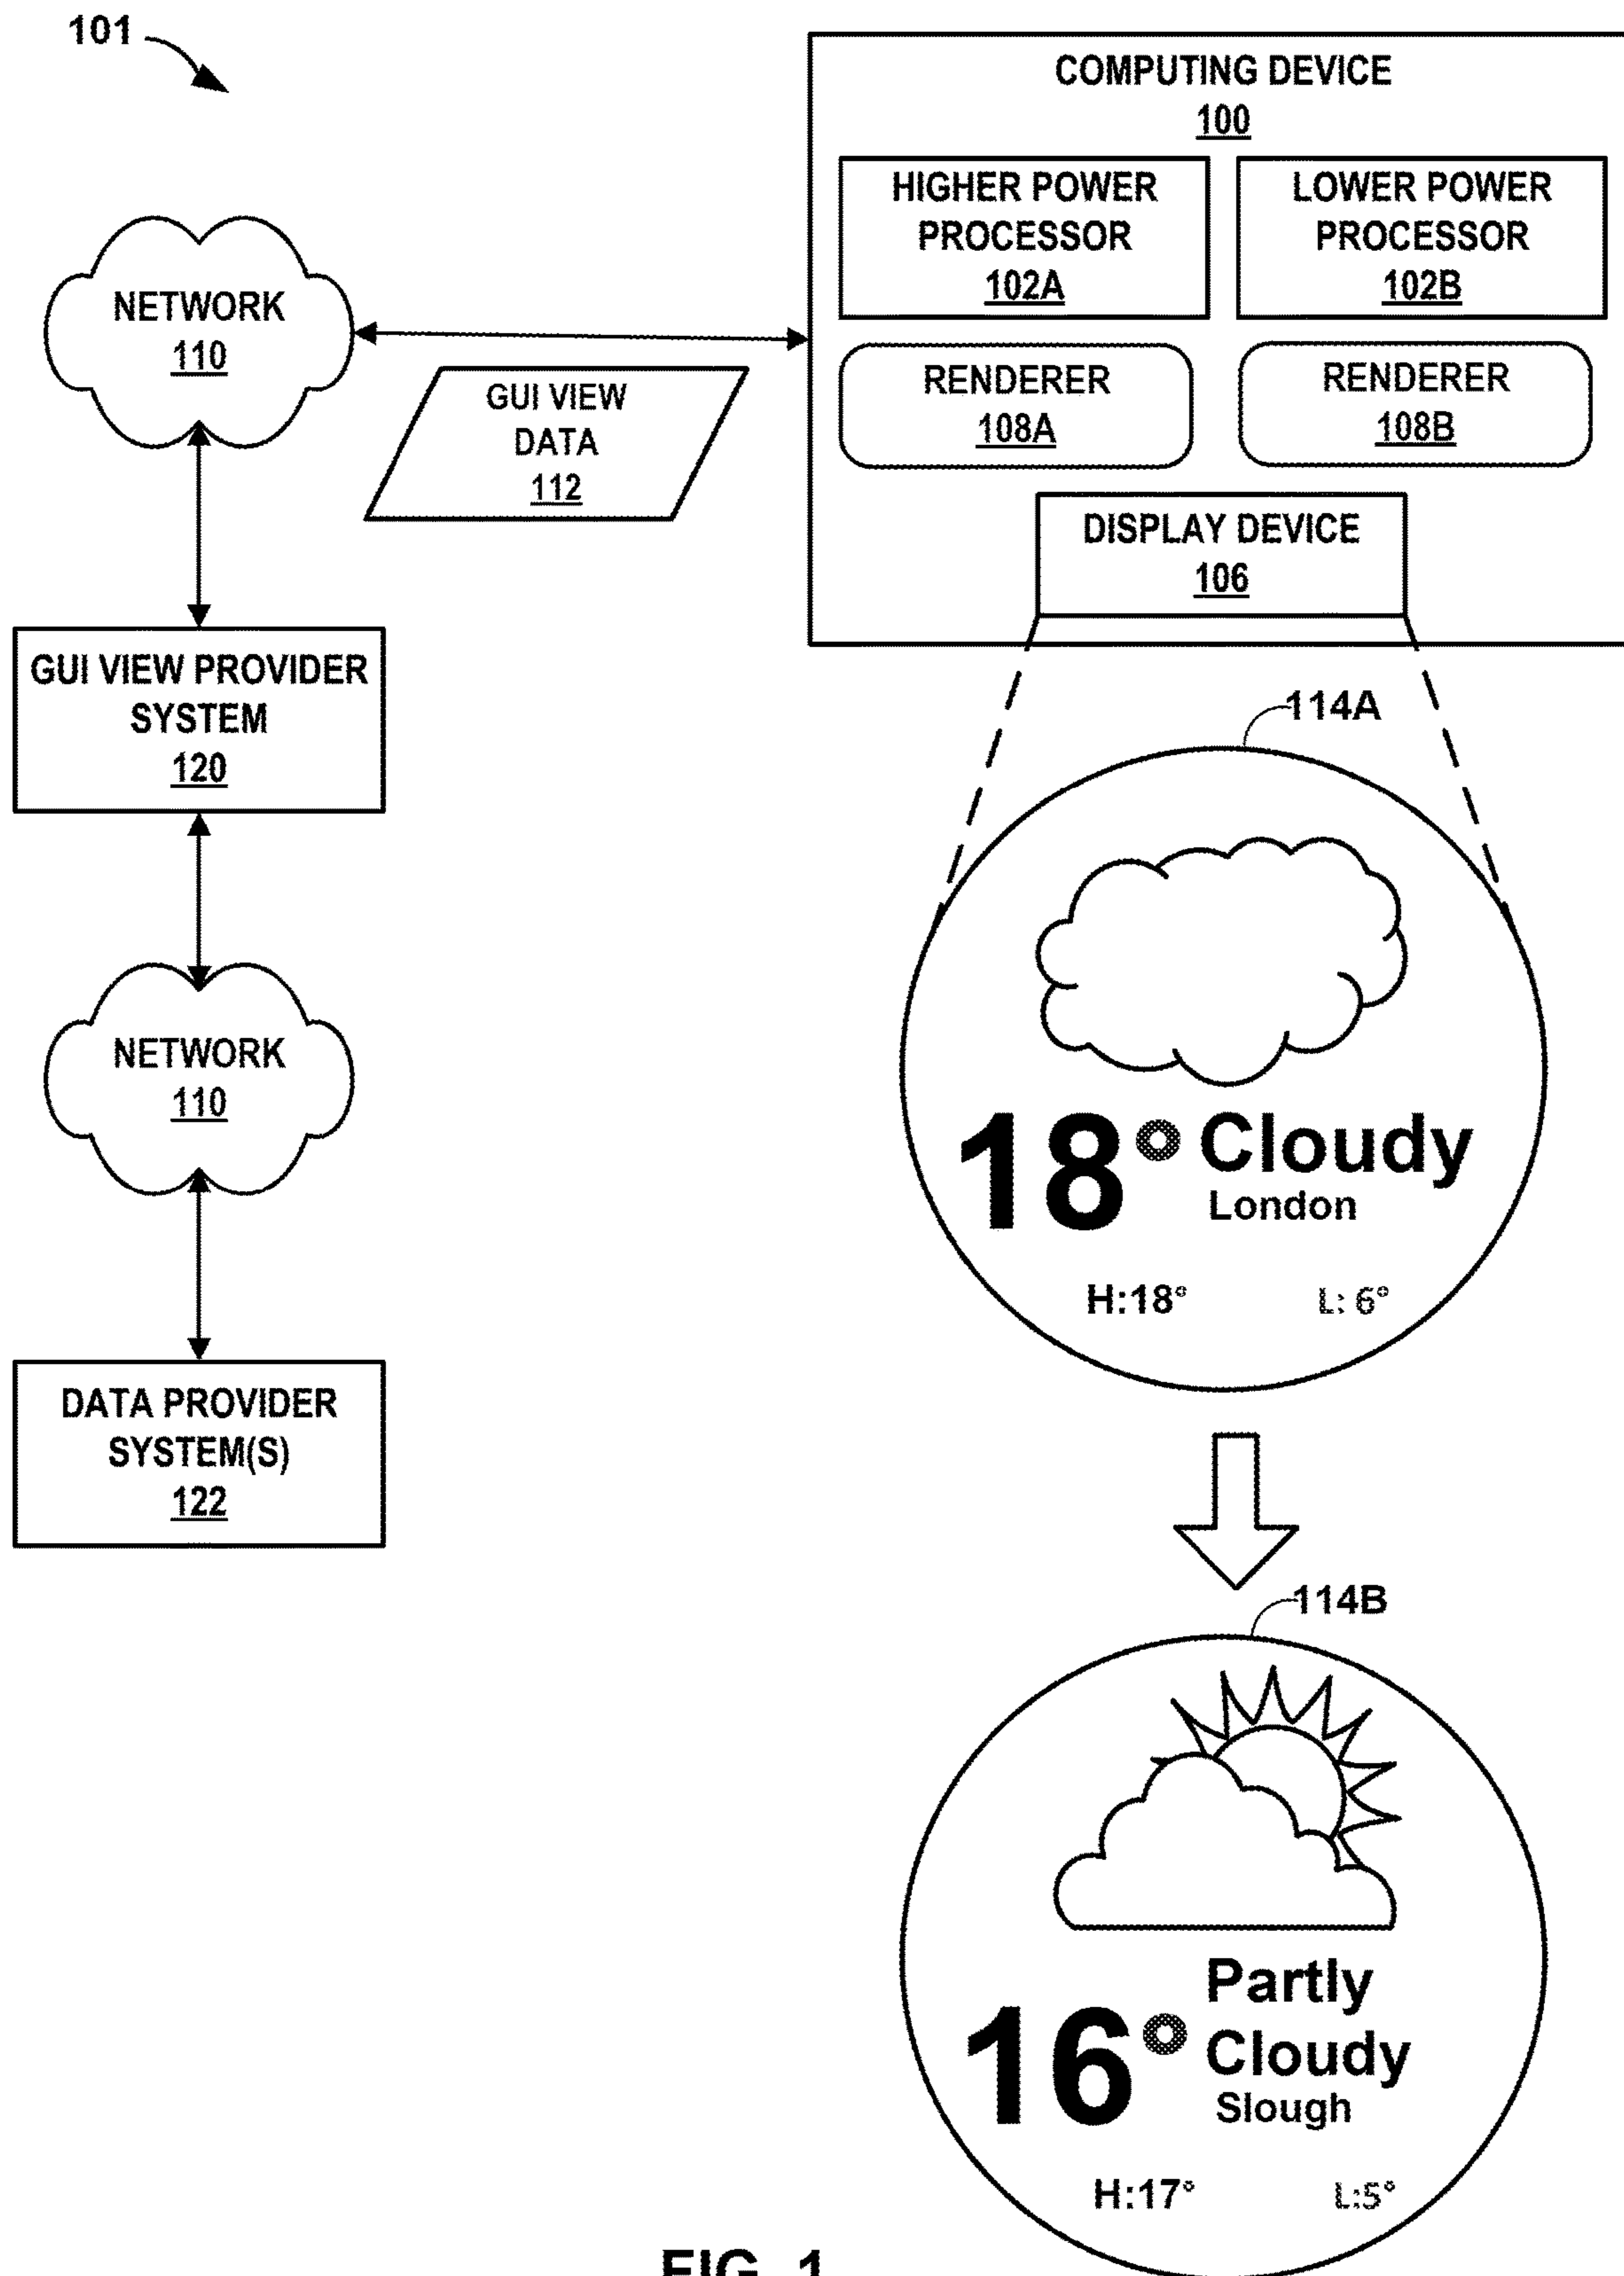 101
COMPUTING DEVICE
100
HIGHER POWER
PROCESSOR
102A
LOWER POWER
PROCESSOR
102B
RENDERER
108A
RENDERER
108B
DISPLAY DEVICE
106
NETWORK
110
GUI VIEW
DATA
112
GUI VIEW PROVIDER
SYSTEM
120
NETWORK
110
DATA PROVIDER
SYSTEM(S)
122
114A
18° Cloudy
London
H:18° L: 6°
114B
Partly
16° Cloudy
Slough
H:17° L:5°
FIG. 1